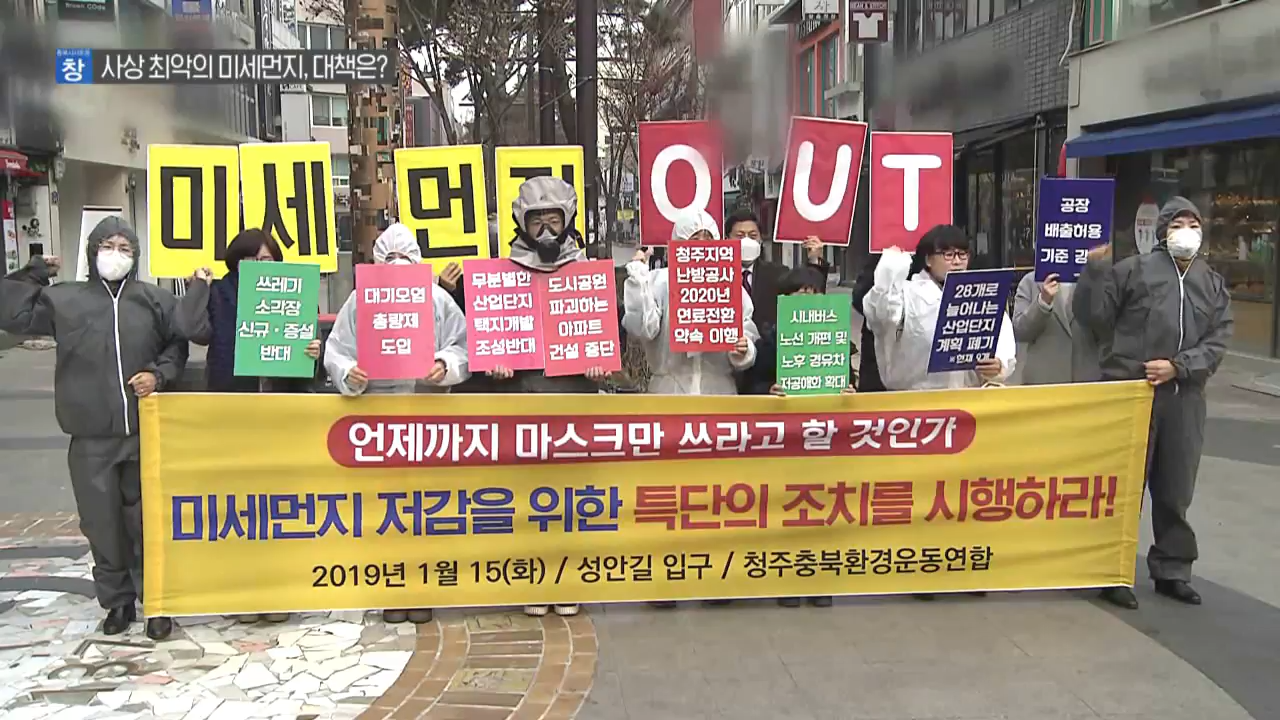 창 사상 최악의 미세먼지, 대책은?
미세먼지 OUT
쓰레기
소각장
신규·증설
반대
대기오염
총량제
도입
무분별한
산업단지
택지개발
조성반대
도시공원
파괴하는
아파트
건설 중단
청주지역
난방공사
2020년
연료전환
약속 이행
시내버스
노선 개편 및
노후 경유차
저공해화 확대
28개로
늘어나는
산업단지
계획 폐기
※현재 9개
공장
배출허용
기준 강
언제까지 마스크만 쓰라고 할 것인가
미세먼지 저감을 위한 특단의 조치를 시행하라!
2019년 1월 15(화) / 성안길 입구 / 청주충북환경운동연합